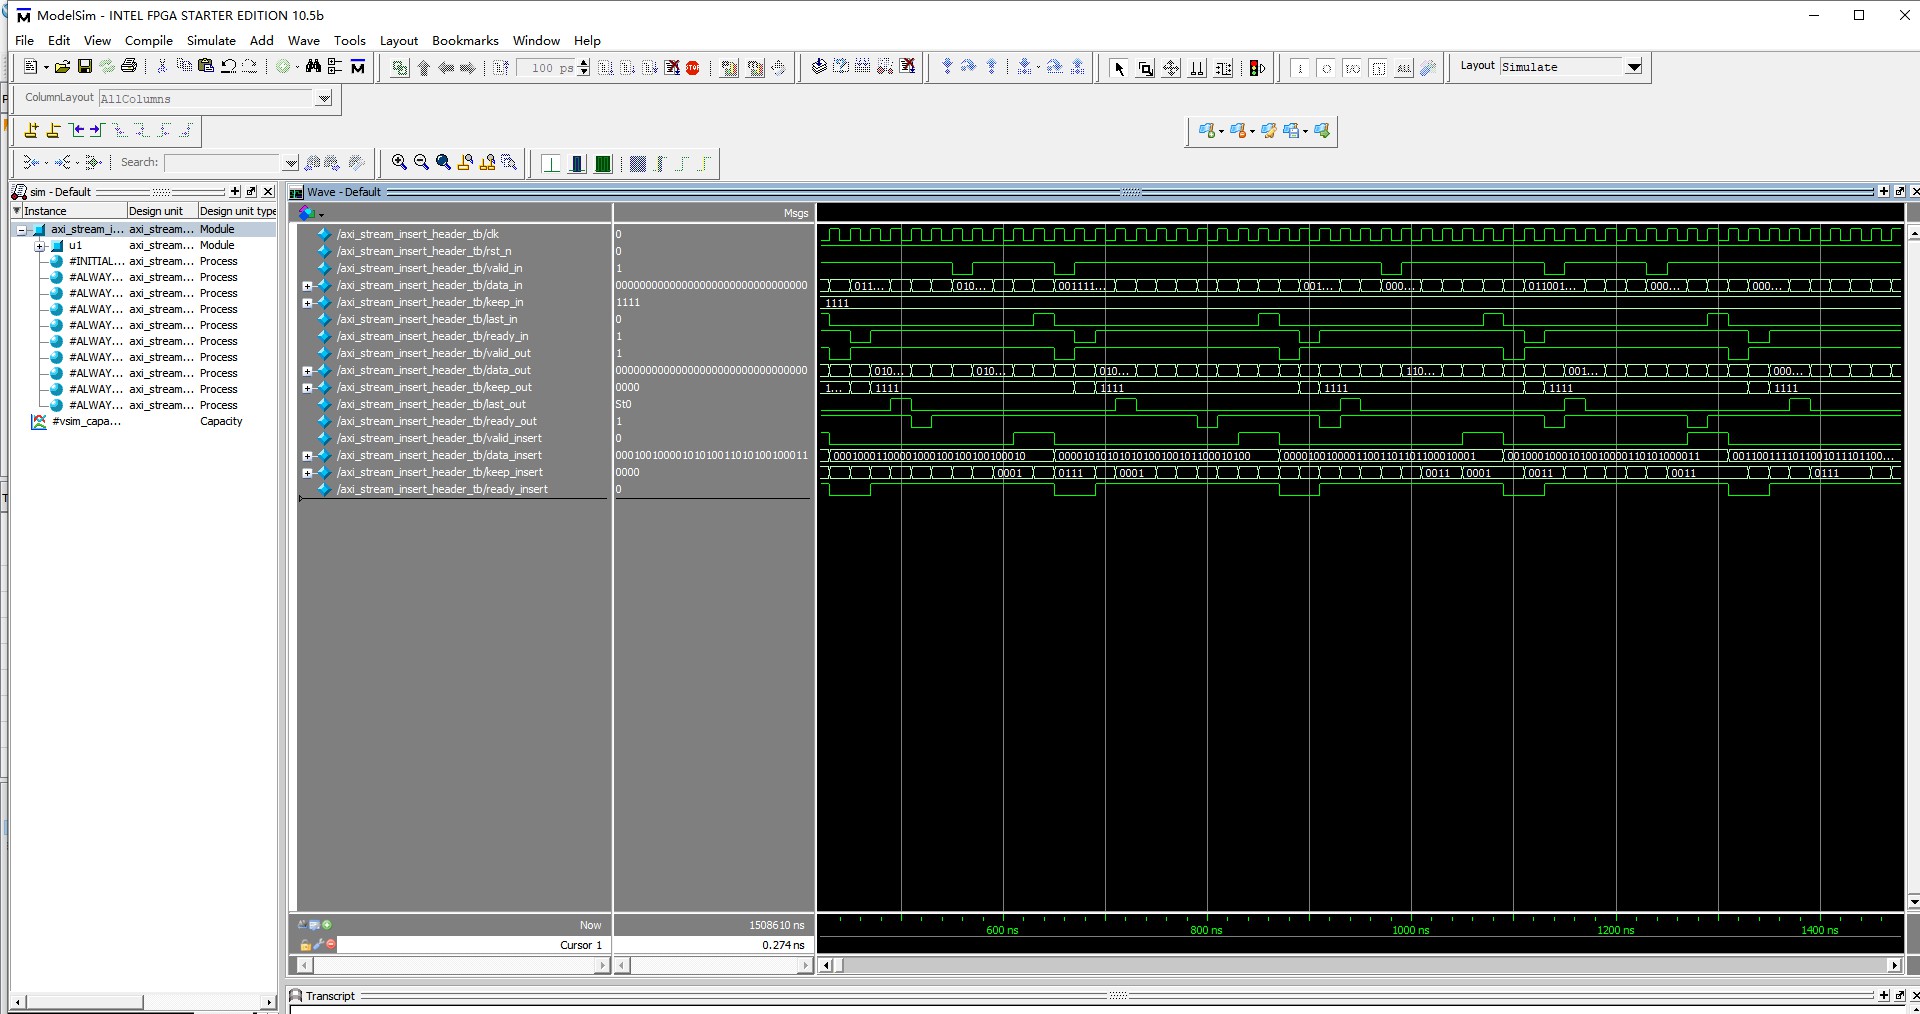 ModelSim - INTEL FPGA STARTER EDITION 10.5b
File Edit View Compile Simulate Add Wave Tools Layout Bookmarks Window Help
100 ps
Layout Simulate
ColumnLayout AllColumns
Search:
sim - Default
Wave - Default
Instance Design unit Design unit type
Msgs
axi_stream_i... axi_stream... Module
u1 axi_stream... Module
#INITIAL... axi_stream... Process
#ALWAY... axi_stream... Process
#ALWAY... axi_stream... Process
#ALWAY... axi_stream... Process
#ALWAY... axi_stream... Process
#ALWAY... axi_stream... Process
#ALWAY... axi_stream... Process
#ALWAY... axi_stream... Process
#ALWAY... axi_stream... Process
#ALWAY... axi_stream... Process
#vsim_capa... Capacity
/axi_stream_insert_header_tb/clk 0
/axi_stream_insert_header_tb/rst_n 0
/axi_stream_insert_header_tb/valid_in 1
/axi_stream_insert_header_tb/data_in 00000000000000000000000000000000 011... 010... 001111... 001... 000... 011001... 000... 000...
/axi_stream_insert_header_tb/keep_in 1111 1111
/axi_stream_insert_header_tb/last_in 0
/axi_stream_insert_header_tb/ready_in 1
/axi_stream_insert_header_tb/valid_out 1
/axi_stream_insert_header_tb/data_out 00000000000000000000000000000000 010... 010... 010... 110... 001... 000...
/axi_stream_insert_header_tb/keep_out 0000 1... 1111 1111 1111 1111 1111
/axi_stream_insert_header_tb/last_out St0
/axi_stream_insert_header_tb/ready_out 1
/axi_stream_insert_header_tb/valid_insert 0
/axi_stream_insert_header_tb/data_insert
/axi_stream_insert_header_tb/keep_insert 0000 0001 0111 0001 0011 0001 0011 0011 0111
/axi_stream_insert_header_tb/ready_insert 0
Now 1508610 ns
Cursor 1 0.274 ns
600 ns 800 ns 1000 ns 1200 ns 1400 ns
Transcript